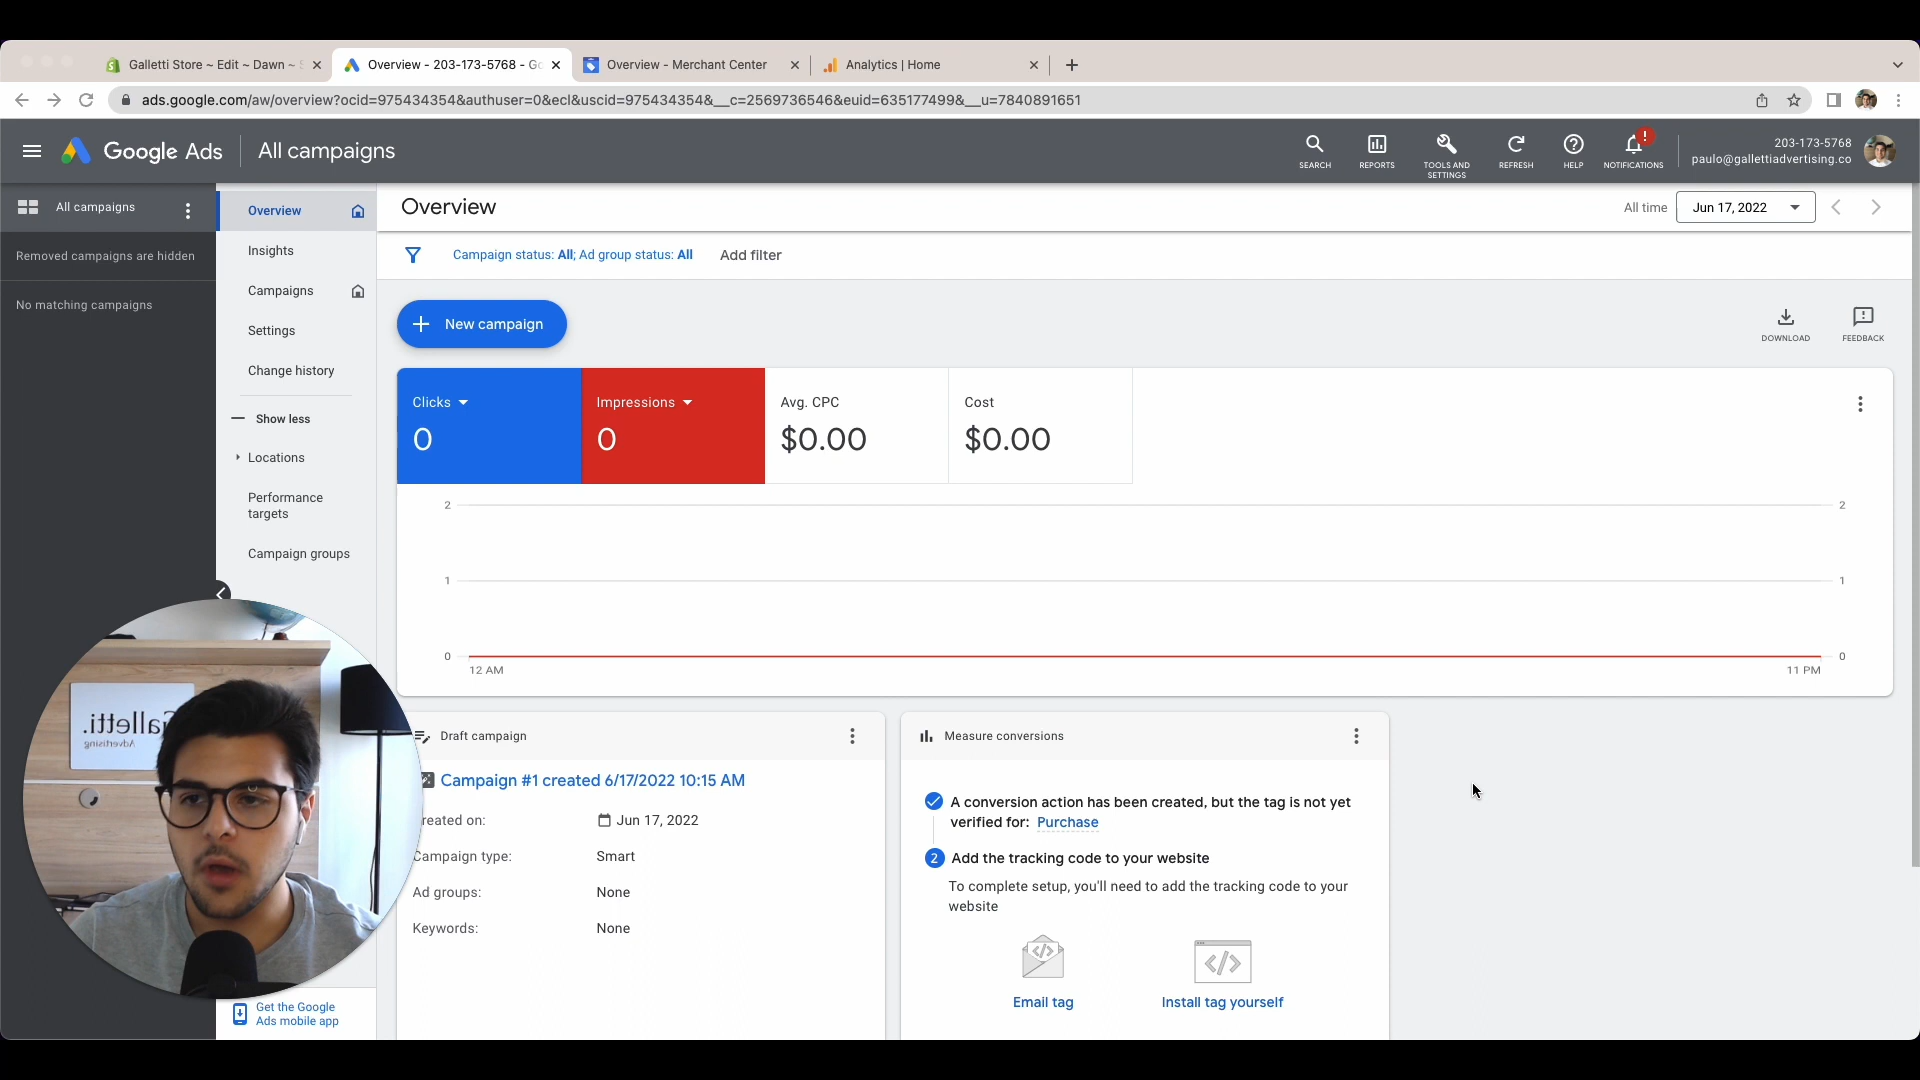 Galletti Store ~ Edit ~ Dawn ~ S
Overview - 203-173-5768 - Go
Overview - Merchant Center
Analytics | Home
ads.google.com/aw/overview?ocid=975434354&authuser=0&ecl&uscid=975434354&__c=2569736546&euid=635177499&__u=7840891651
Google Ads
All campaigns
SEARCH
REPORTS
TOOLS AND
SETTINGS
REFRESH
HELP
!
NOTIFICATIONS
203-173-5768
paulo@gallettiadvertising.co
All campaigns
Removed campaigns are hidden
No matching campaigns
Overview
Insights
Campaigns
Settings
Change history
Show less
Locations
Performance
targets
Campaign groups
Get the Google
Ads mobile app
Overview
All time
Jun 17, 2022
Campaign status: All; Ad group status: All
Add filter
New campaign
DOWNLOAD
FEEDBACK
Clicks
0
Impressions
0
Avg. CPC
$0.00
Cost
$0.00
2
2
1
1
0
0
12 AM
11 PM
Draft campaign
Campaign #1 created 6/17/2022 10:15 AM
reated on:
Jun 17, 2022
Campaign type:
Smart
Ad groups:
None
Keywords:
None
Measure conversions
A conversion action has been created, but the tag is not yet
verified for: Purchase
2
Add the tracking code to your website
To complete setup, you'll need to add the tracking code to your
website
Email tag
Install tag yourself
Galletti.
Advertising